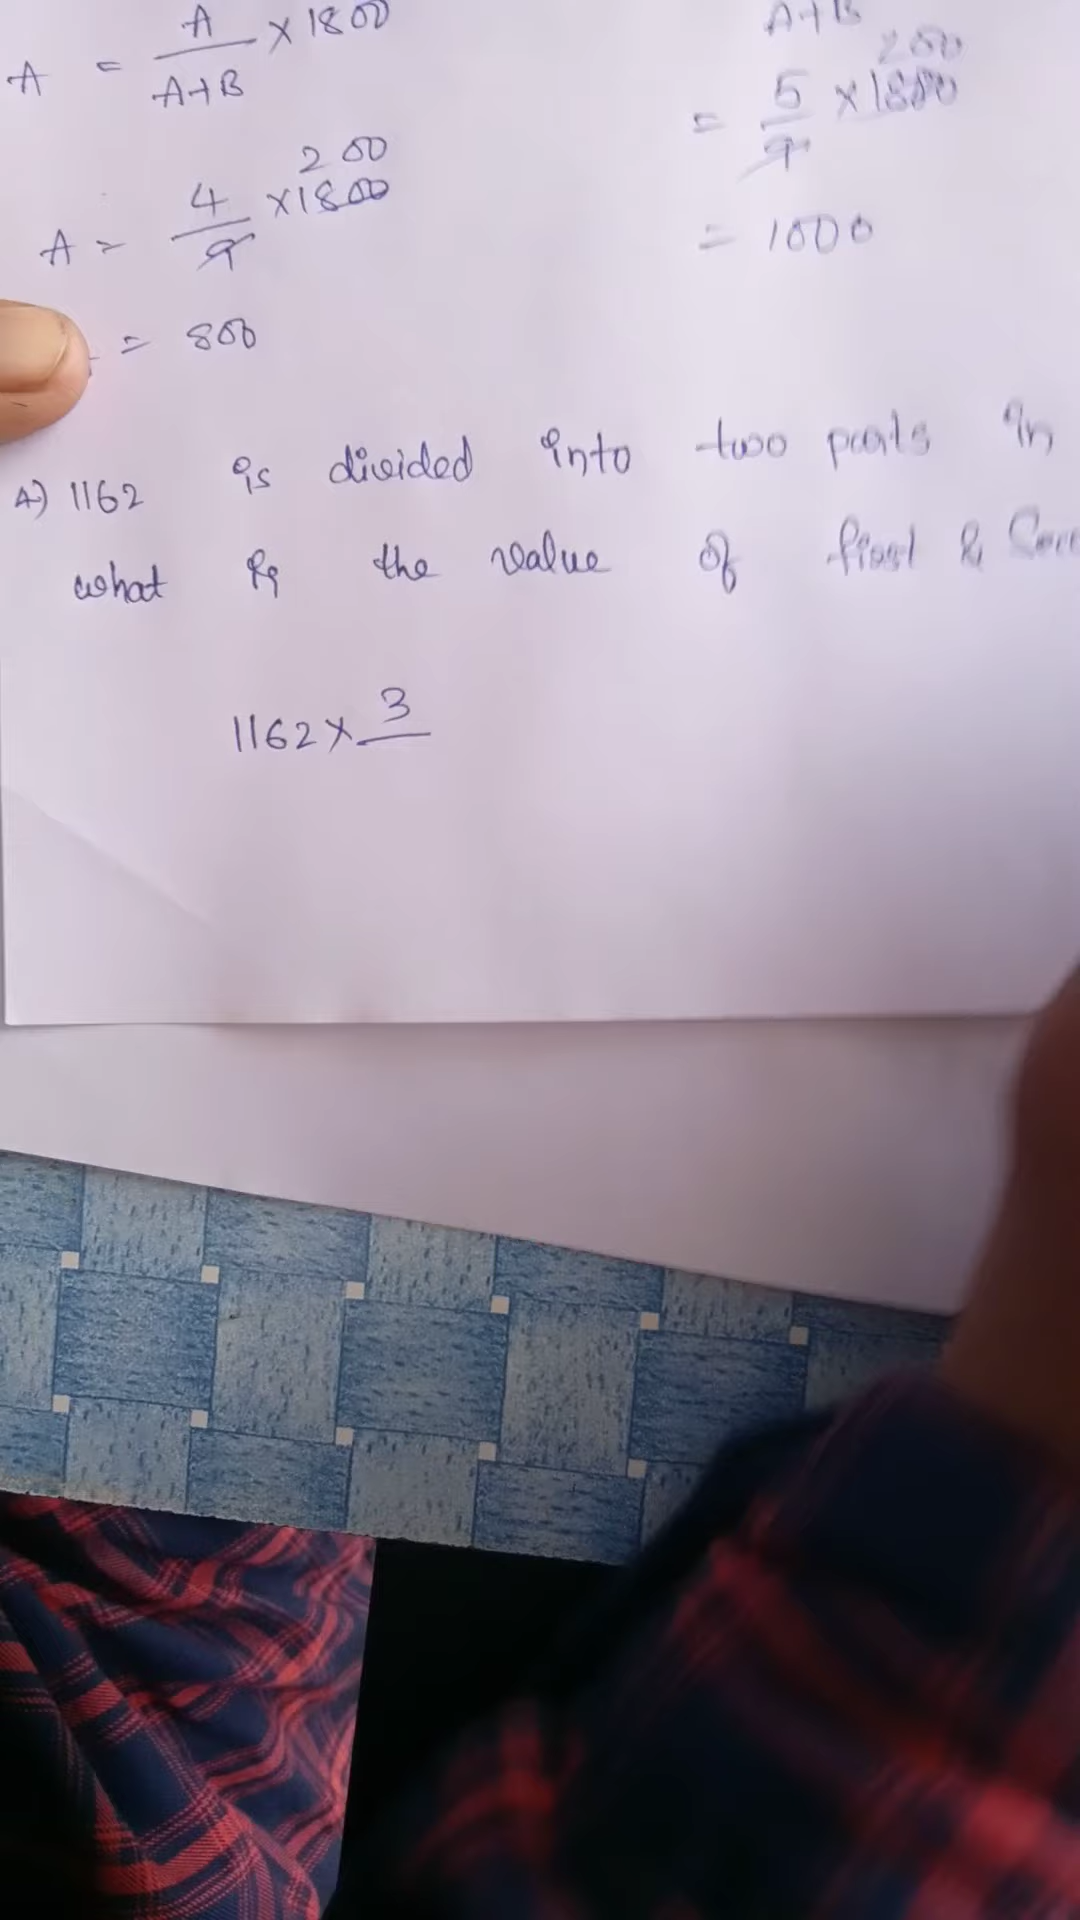 A = A/A+B × 1800
A+B
200
= 5/9 × 1800
200
A = 4/9 × 1800
= 1000
= 800
4) 1162 is divided into two parts in
what is the value of first &
1162 × 3/